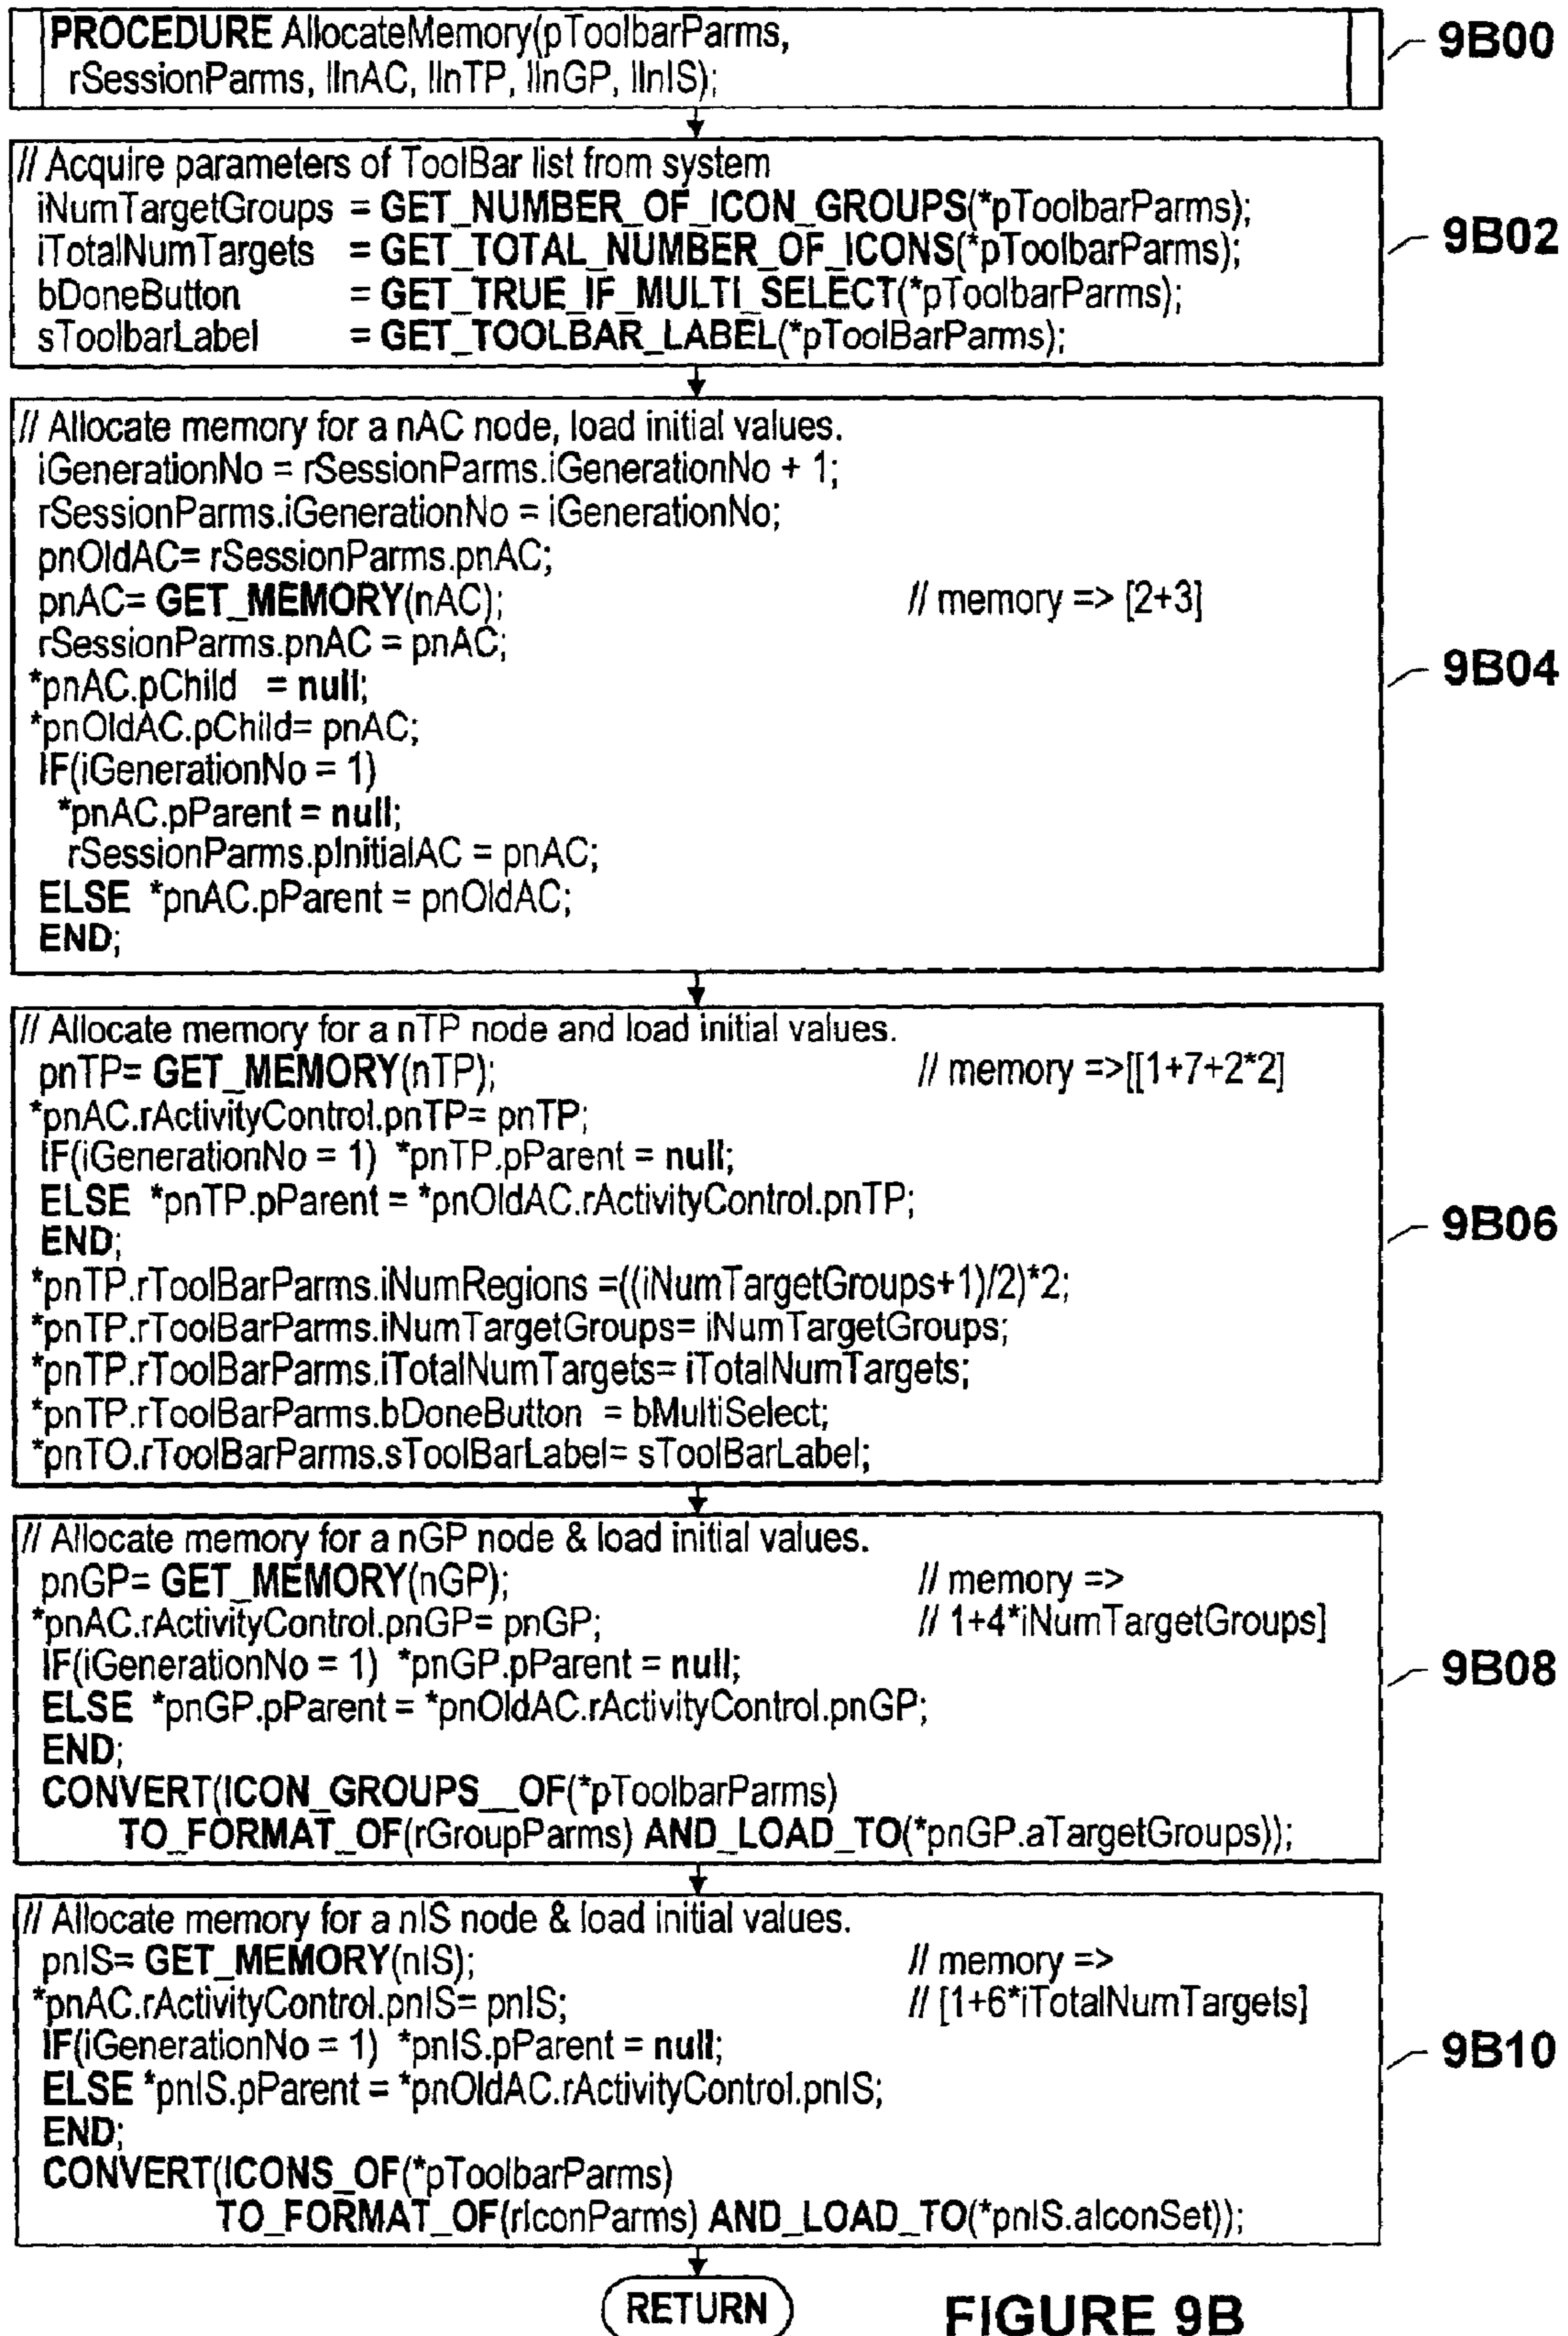 PROCEDURE AllocateMemory(pToolbarParms,
rSessionParms, llnAC, llnTP, llnGP, llnIS);
9B00
// Acquire parameters of ToolBar list from system
iNumTargetGroups = GET_NUMBER_OF_ICON_GROUPS(*pToolbarParms);
iTotalNumTargets = GET_TOTAL_NUMBER_OF_ICONS(*pToolbarParms);
bDoneButton = GET_TRUE_IF_MULTI_SELECT(*pToolbarParms);
sToolbarLabel = GET_TOOLBAR_LABEL(*pToolBarParms);
9B02
// Allocate memory for a nAC node, load initial values.
iGenerationNo = rSessionParms.iGenerationNo + 1;
rSessionParms.iGenerationNo = iGenerationNo;
pnOldAC= rSessionParms.pnAC;
pnAC= GET_MEMORY(nAC); // memory => [2+3]
rSessionParms.pnAC = pnAC;
*pnAC.pChild = null;
*pnOldAC.pChild= pnAC;
IF(iGenerationNo = 1)
*pnAC.pParent = null;
rSessionParms.pInitialAC = pnAC;
ELSE *pnAC.pParent = pnOldAC;
END;
9B04
// Allocate memory for a nTP node and load initial values.
pnTP= GET_MEMORY(nTP); // memory =>[[1+7+2*2]
*pnAC.rActivityControl.pnTP= pnTP;
IF(iGenerationNo = 1) *pnTP.pParent = null;
ELSE *pnTP.pParent = *pnOldAC.rActivityControl.pnTP;
END;
*pnTP.rToolBarParms.iNumRegions =((iNumTargetGroups+1)/2)*2;
*pnTP.rToolBarParms.iNumTargetGroups= iNumTargetGroups;
*pnTP.rToolBarParms.iTotalNumTargets= iTotalNumTargets;
*pnTP.rToolBarParms.bDoneButton = bMultiSelect;
*pnTO.rToolBarParms.sToolBarLabel= sToolBarLabel;
9B06
// Allocate memory for a nGP node & load initial values.
pnGP= GET_MEMORY(nGP); // memory =>
*pnAC.rActivityControl.pnGP= pnGP; // 1+4*iNumTargetGroups]
IF(iGenerationNo = 1) *pnGP.pParent = null;
ELSE *pnGP.pParent = *pnOldAC.rActivityControl.pnGP;
END;
CONVERT(ICON_GROUPS__OF(*pToolbarParms)
TO_FORMAT_OF(rGroupParms) AND_LOAD_TO(*pnGP.aTargetGroups));
9B08
// Allocate memory for a nIS node & load initial values.
pnIS= GET_MEMORY(nIS); // memory =>
*pnAC.rActivityControl.pnIS= pnIS; // [1+6*iTotalNumTargets]
IF(iGenerationNo = 1) *pnIS.pParent = null;
ELSE *pnIS.pParent = *pnOldAC.rActivityControl.pnIS;
END;
CONVERT(ICONS_OF(*pToolbarParms)
TO_FORMAT_OF(rIconParms) AND_LOAD_TO(*pnIS.aIconSet));
9B10
RETURN
FIGURE 9B